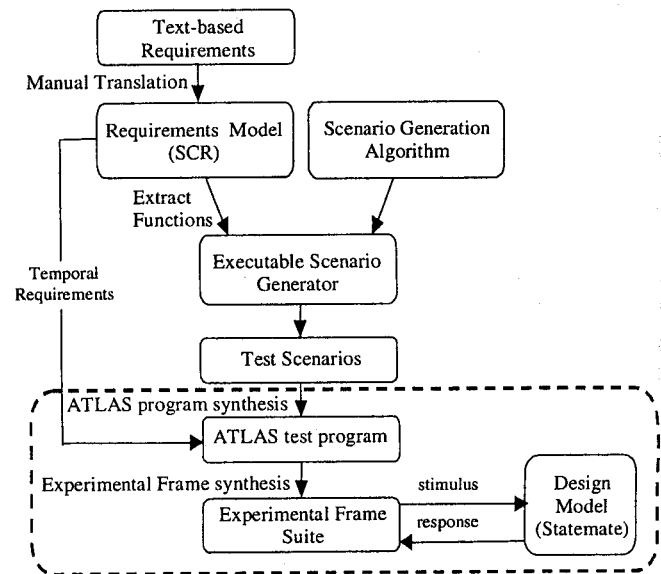 Text-based
Requirements
Manual Translation
Requirements Model
(SCR)
Scenario Generation
Algorithm
Extract
Functions
Temporal
Requirements
Executable Scenario
Generator
Test Scenarios
ATLAS program synthesis
ATLAS test program
Experimental Frame synthesis
Experimental Frame
Suite
stimulus
response
Design
Model
(Statemate)